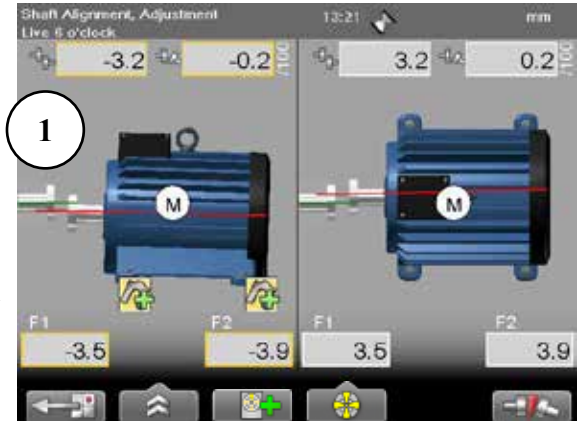 Shaft Alignment, Adjustment
Live 6 o'clock
13:21
mm
-3.2
-0.2
/100
3.2
0.2
1
M
M
F1
F2
F1
F2
-3.5
-3.9
3.5
3.9